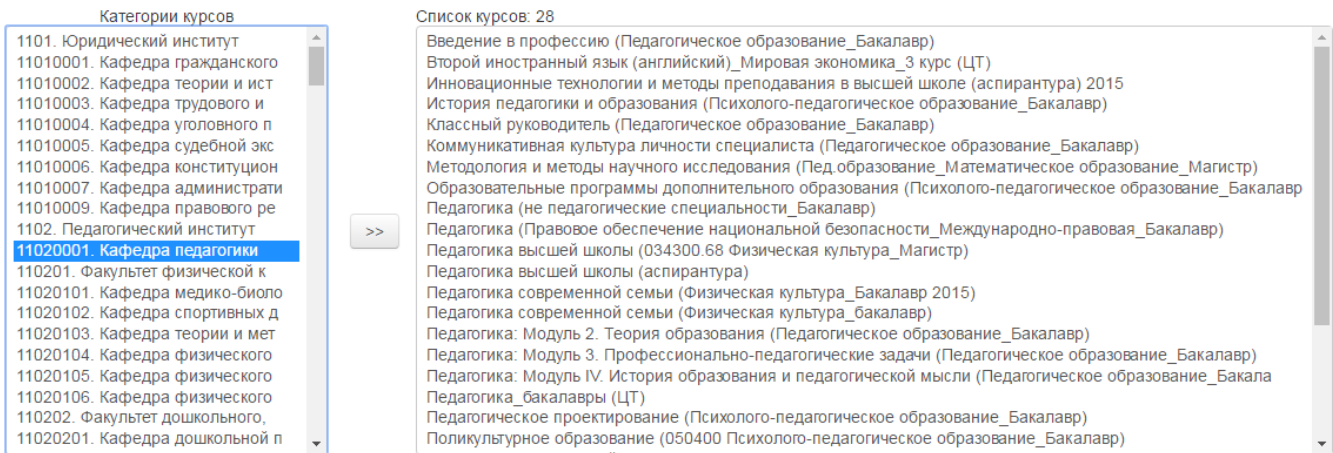 Категории курсов
1101. Юридический институт
11010001. Кафедра гражданского
11010002. Кафедра теории и ист
11010003. Кафедра трудового и
11010004. Кафедра уголовного п
11010005. Кафедра судебной экс
11010006. Кафедра конституцион
11010007. Кафедра администрати
11010009. Кафедра правового ре
1102. Педагогический институт
11020001. Кафедра педагогики
110201. Факультет физической к
11020101. Кафедра медико-биоло
11020102. Кафедра спортивных д
11020103. Кафедра теории и мет
11020104. Кафедра физического
11020105. Кафедра физического
11020106. Кафедра физического
110202. Факультет дошкольного,
11020201. Кафедра дошкольной п
>>
Список курсов: 28
Введение в профессию (Педагогическое образование_Бакалавр)
Второй иностранный язык (английский)_Мировая экономика_3 курс (ЦТ)
Инновационные технологии и методы преподавания в высшей школе (аспирантура) 2015
История педагогики и образования (Психолого-педагогическое образование_Бакалавр)
Классный руководитель (Педагогическое образование_Бакалавр)
Коммуникативная культура личности специалиста (Педагогическое образование_Бакалавр)
Методология и методы научного исследования (Пед.образование_Математическое образование_Магистр)
Образовательные программы дополнительного образования (Психолого-педагогическое образование_Бакалавр
Педагогика (не педагогические специальности_Бакалавр)
Педагогика (Правовое обеспечение национальной безопасности_Международно-правовая_Бакалавр)
Педагогика высшей школы (034300.68 Физическая культура_Магистр)
Педагогика высшей школы (аспирантура)
Педагогика современной семьи (Физическая культура_Бакалавр 2015)
Педагогика современной семьи (Физическая культура_бакалавр)
Педагогика: Модуль 2. Теория образования (Педагогическое образование_Бакалавр)
Педагогика: Модуль 3. Профессионально-педагогические задачи (Педагогическое образование_Бакалавр)
Педагогика: Модуль IV. История образования и педагогической мысли (Педагогическое образование_Бакала
Педагогика_бакалавры (ЦТ)
Педагогическое проектирование (Психолого-педагогическое образование_Бакалавр)
Поликультурное образование (050400 Психолого-педагогическое образование_Бакалавр)